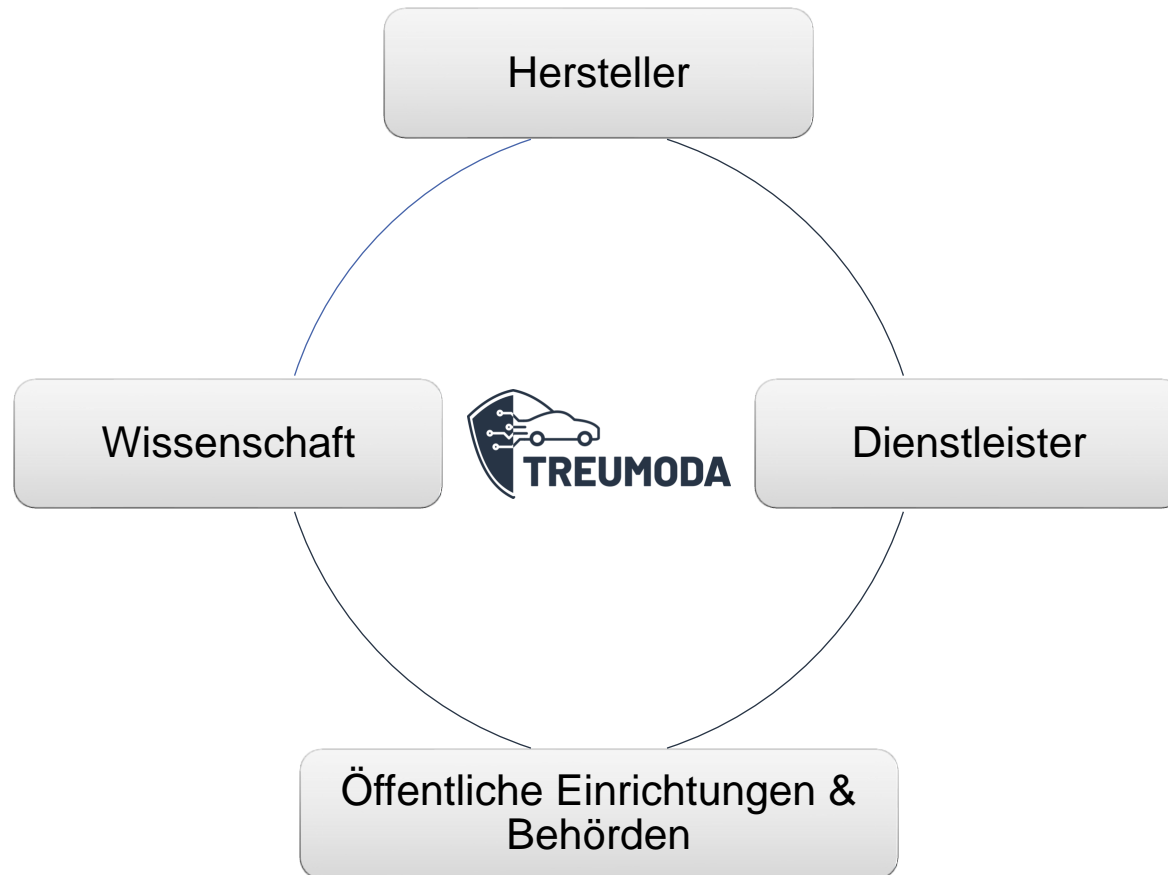 Hersteller
Wissenschaft
TREUMODA
Dienstleister
Öffentliche Einrichtungen &
Behörden